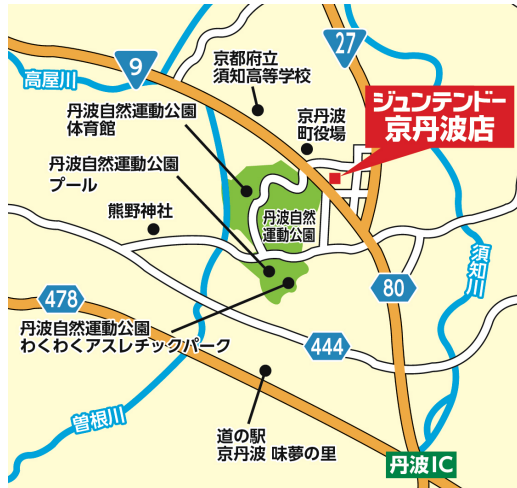 9
27
高屋川
京都府立
須知高等学校
ジュンテンドー
京丹波店
丹波自然運動公園
体育館
京丹波
町役場
丹波自然運動公園
プール
熊野神社
丹波自然
運動公園
須知川
478
80
丹波自然運動公園
わくわくアスレチックパーク
444
曽根川
道の駅
京丹波 味夢の里
丹波IC